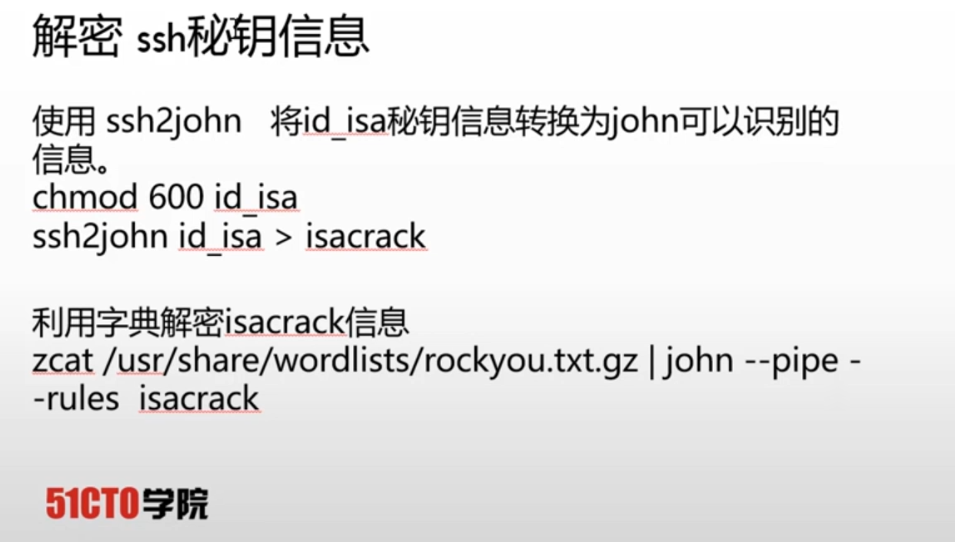 解密 ssh秘钥信息
使用 ssh2john 将id_isa秘钥信息转换为john可以识别的
信息。
chmod 600 id_isa
ssh2john id_isa > isacrack
利用字典解密isacrack信息
zcat /usr/share/wordlists/rockyou.txt.gz | john --pipe -
-rules isacrack
51CTO学院